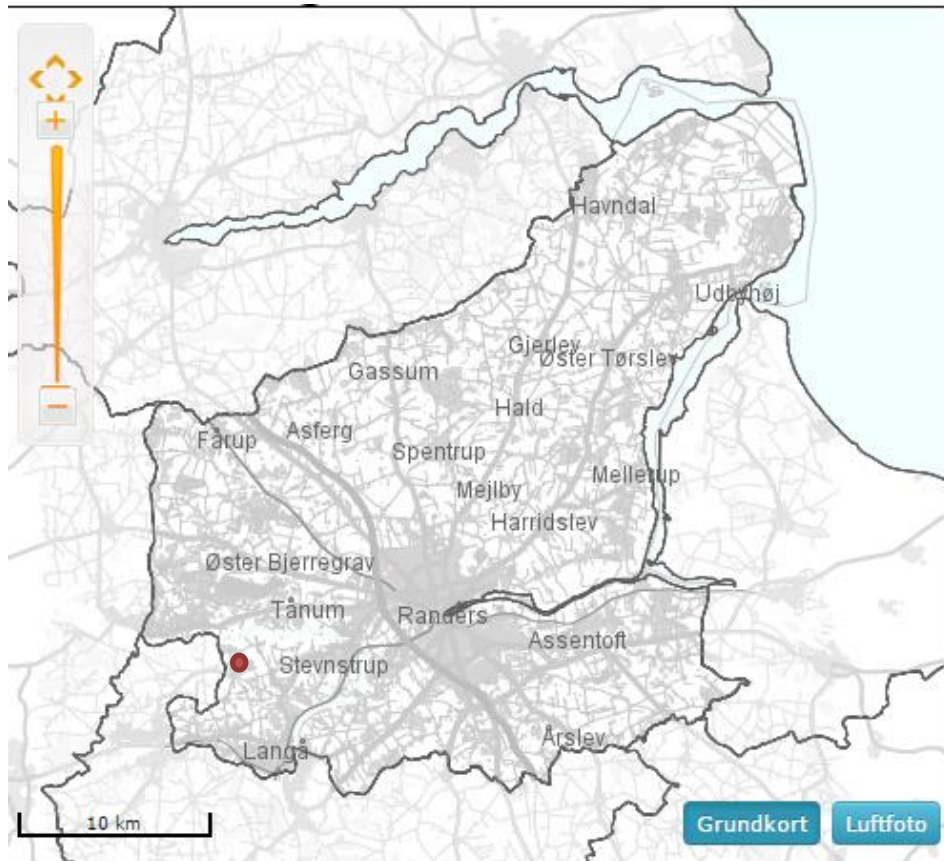 +
Havndal
Udbyhøj
Gjerlev
Øster Tørslev
Gassum
−
Hald
Asferg
Fårup
Spentrup
Mellerup
Mejlby
Harridslev
Øster Bjerregrav
Tånum
Randers
Assentoft
Stevnstrup
Årslev
Langå
10 km
Grundkort
Luftfoto